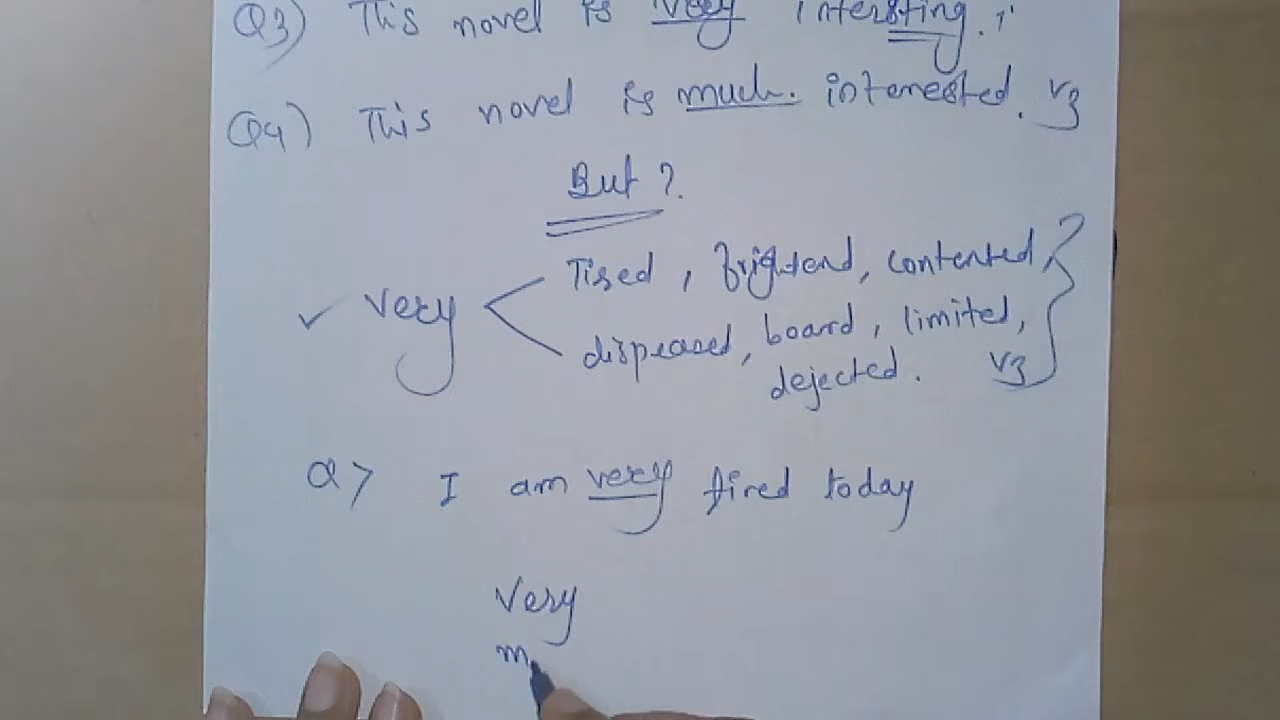 Q3) This novel is very intersting.
Q4) This novel is much. interested. V3
But ?
✓ very < Tired, frightend, contented,
dispeased, board, limited,
dejected. V3
Q> I am very tired today
Very
m